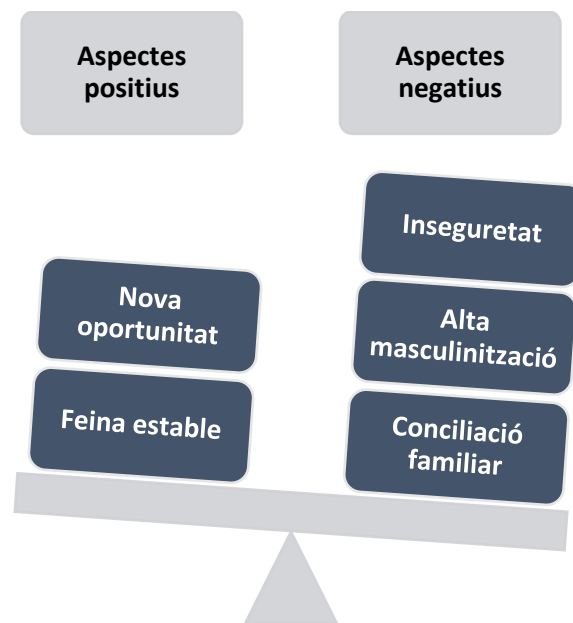 Aspectes
positius
Aspectes
negatius
Nova
oportunitat
Feina estable
Inseguretat
Alta
masculinització
Conciliació
familiar